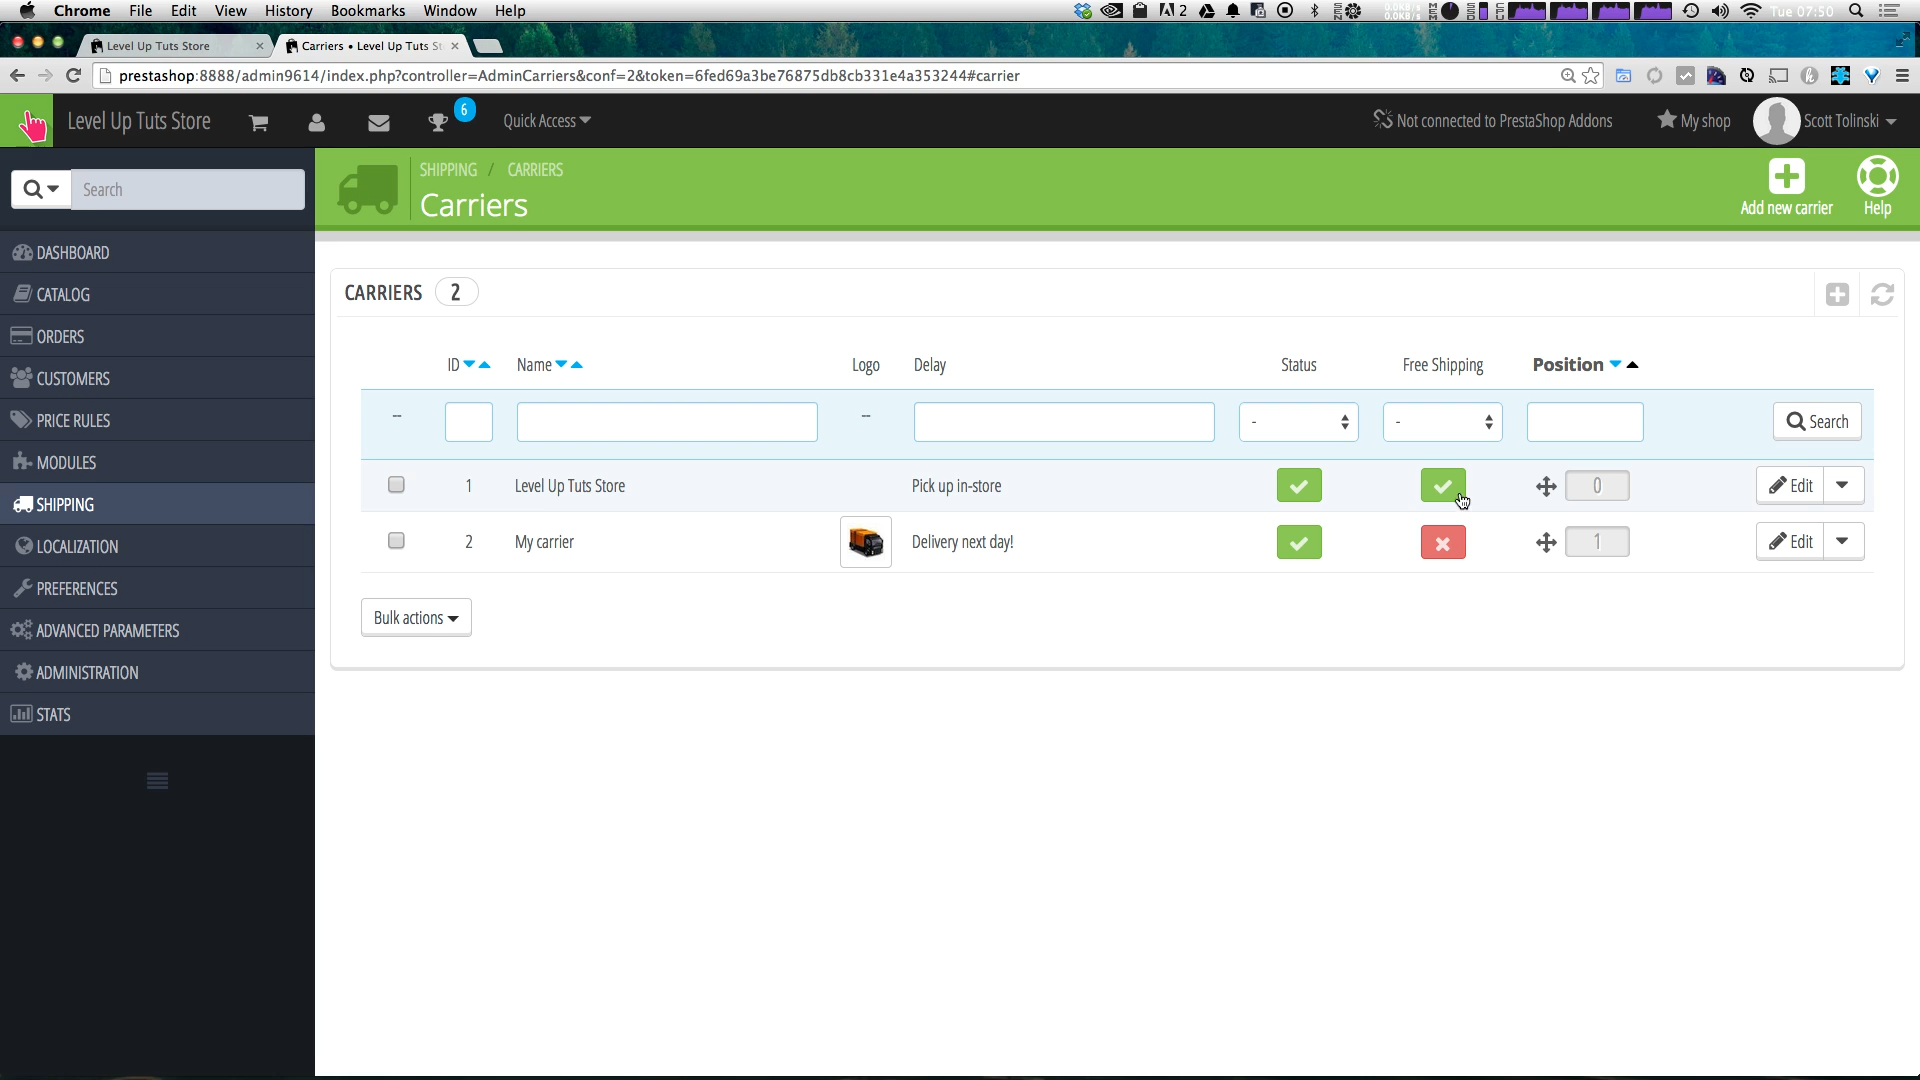 Chrome File Edit View History Bookmarks Window Help 2 Tue 07:50
Level Up Tuts Store Carriers • Level Up Tuts St
prestashop:8888/admin9614/index.php?controller=AdminCarriers&conf=2&token=6fed69a3be76875db8cb331e4a353244#carrier
Level Up Tuts Store 6 Quick Access Not connected to PrestaShop Addons My shop Scott Tolinski
Search
SHIPPING / CARRIERS
Carriers
Add new carrier
Help
DASHBOARD
CATALOG
ORDERS
CUSTOMERS
PRICE RULES
MODULES
SHIPPING
LOCALIZATION
PREFERENCES
ADVANCED PARAMETERS
ADMINISTRATION
STATS
CARRIERS 2
ID Name Logo Delay Status Free Shipping Position
-- -- - - Search
1 Level Up Tuts Store Pick up in-store 0 Edit
2 My carrier Delivery next day! 1 Edit
Bulk actions